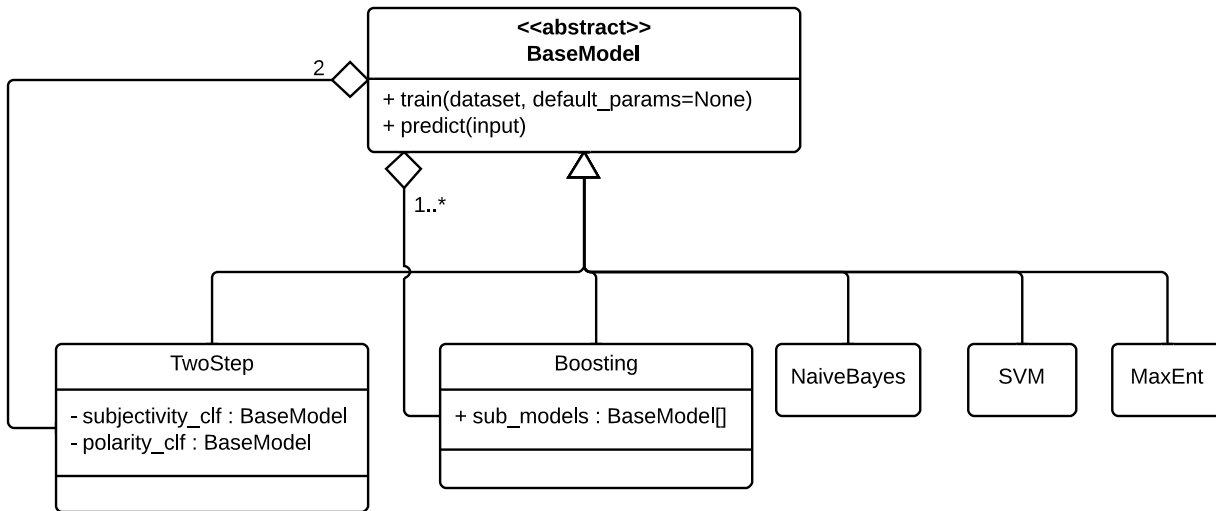 <<abstract>>
BaseModel
2
+ train(dataset, default_params=None)
+ predict(input)
1..*
TwoStep
- subjectivity_clf : BaseModel
- polarity_clf : BaseModel
Boosting
+ sub_models : BaseModel[]
NaiveBayes
SVM
MaxEnt